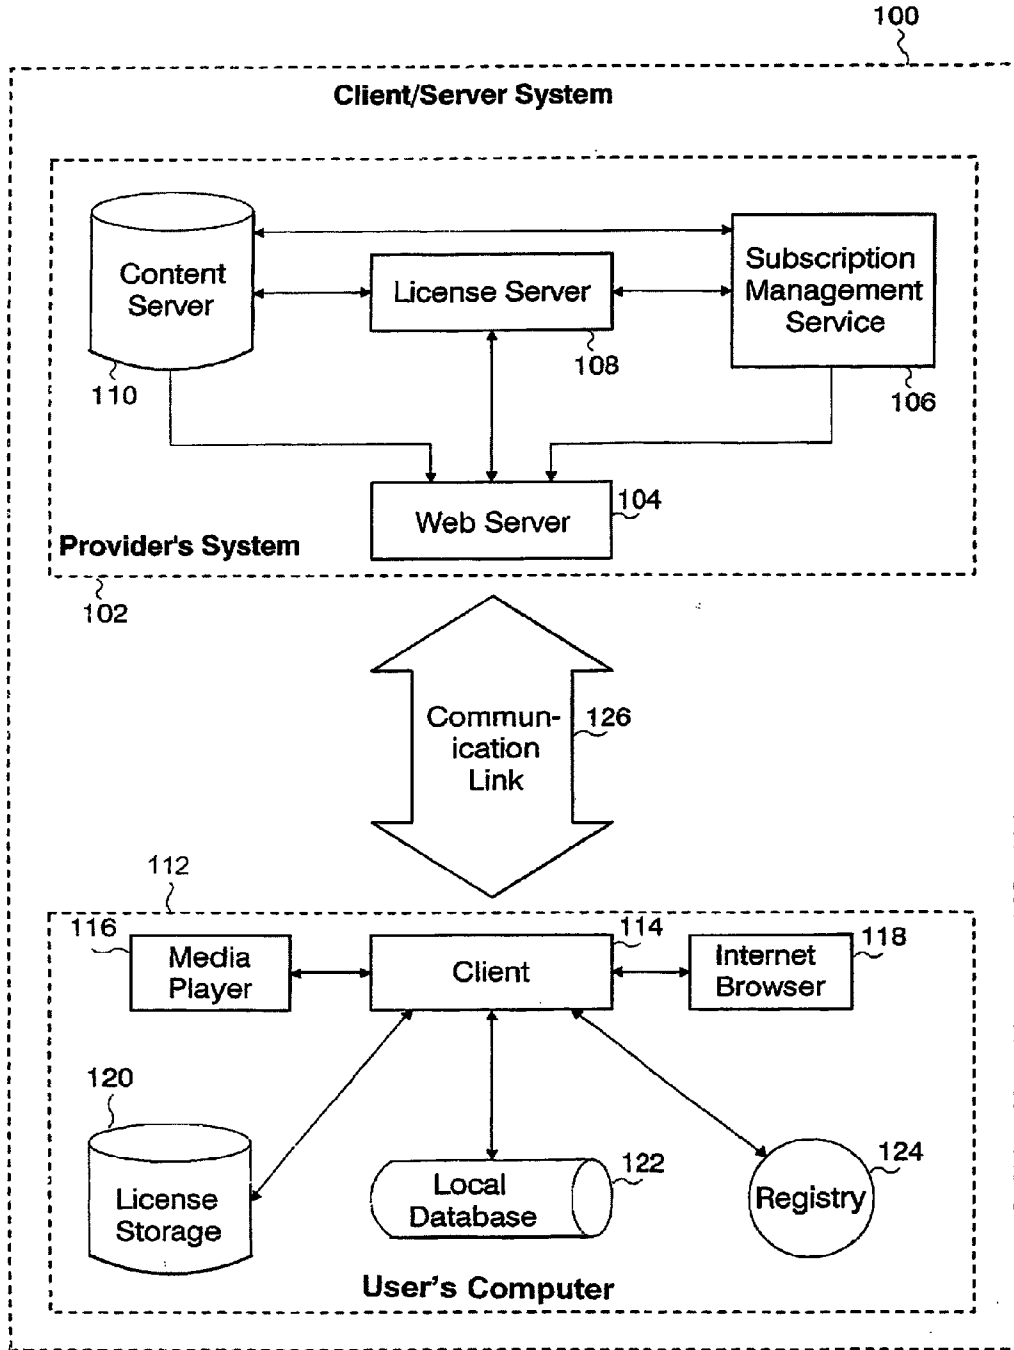 100
Client/Server System
Content
Server
License Server
Subscription
Management
Service
110
108
106
Web Server
104
Provider's System
102
Commun-
ication
Link
126
112
116
Media
Player
Client
114
Internet
Browser
118
120
License
Storage
Local
Database
122
Registry
124
User's Computer